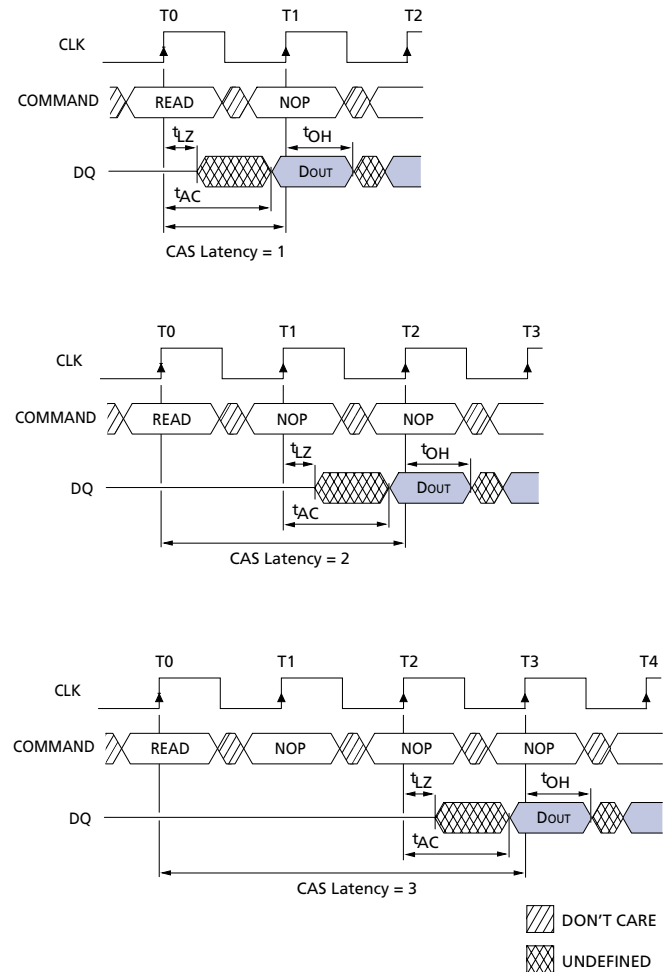 T0 T1 T2
CLK
COMMAND READ NOP
tLZ tOH
DQ DOUT
tAC
CAS Latency = 1
T0 T1 T2 T3
CLK
COMMAND READ NOP NOP
tLZ tOH
DQ DOUT
tAC
CAS Latency = 2
T0 T1 T2 T3 T4
CLK
COMMAND READ NOP NOP NOP
tLZ tOH
DQ DOUT
tAC
CAS Latency = 3
DON'T CARE
UNDEFINED